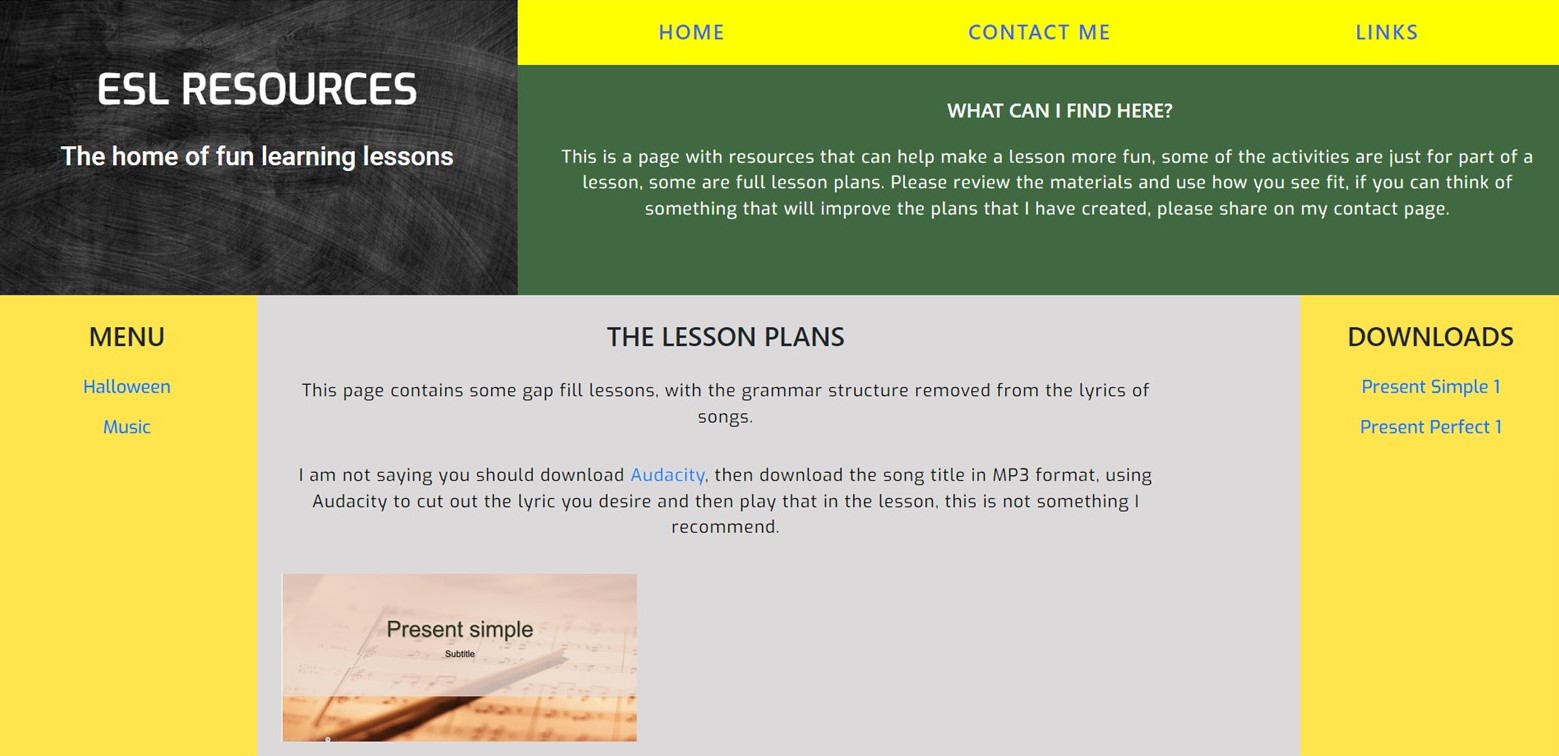 ESL RESOURCES
The home of fun learning lessons
HOME
CONTACT ME
LINKS
WHAT CAN I FIND HERE?
This is a page with resources that can help make a lesson more fun, some of the activities are just for part of a
lesson, some are full lesson plans. Please review the materials and use how you see fit, if you can think of
something that will improve the plans that I have created, please share on my contact page.
MENU
Halloween
Music
THE LESSON PLANS
This page contains some gap fill lessons, with the grammar structure removed from the lyrics of
songs.
I am not saying you should download Audacity, then download the song title in MP3 format, using
Audacity to cut out the lyric you desire and then play that in the lesson, this is not something I
recommend.
Present simple
Subtitle
DOWNLOADS
Present Simple 1
Present Perfect 1